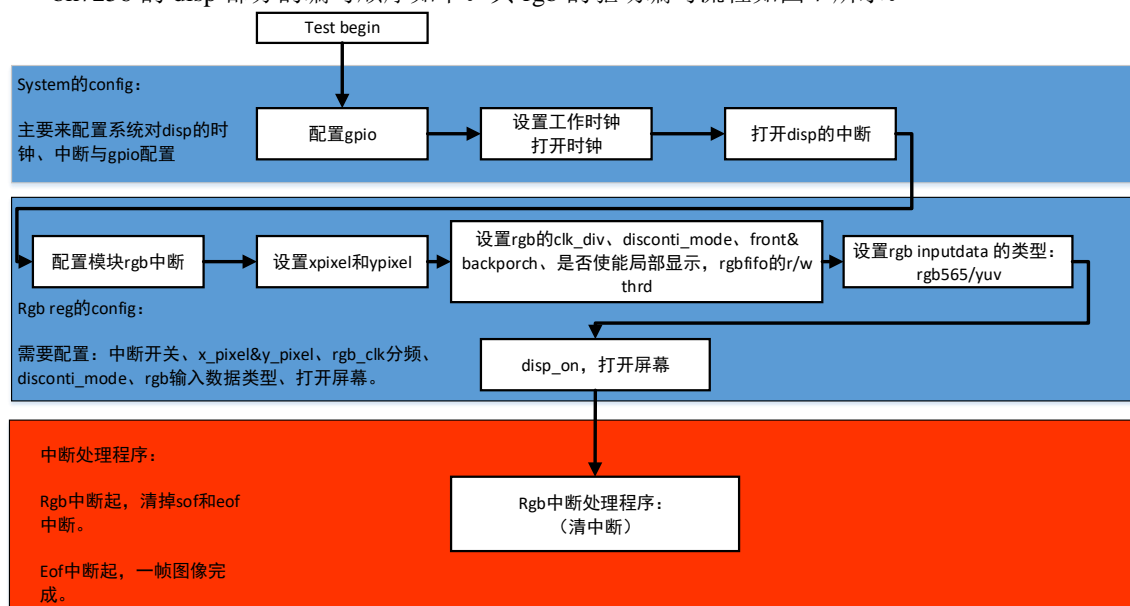 Test begin
System的config：
主要来配置系统对disp的时
钟、中断与gpio配置
配置gpio
设置工作时钟
打开时钟
打开disp的中断
配置模块rgb中断
设置xpixel和ypixel
设置rgb的clk_div、disconti_mode、front&
backporch、是否使能局部显示，rgbfifo的r/w
thrd
设置rgb inputdata 的类型：
rgb565/yuv
Rgb reg的config：
需要配置：中断开关、x_pixel&y_pixel、rgb_clk分频、
disconti_mode、rgb输入数据类型、打开屏幕。
disp_on，打开屏幕
中断处理程序：
Rgb中断起，清掉sof和eof
中断。
Eof中断起，一帧图像完
成。
Rgb中断处理程序：
（清中断）